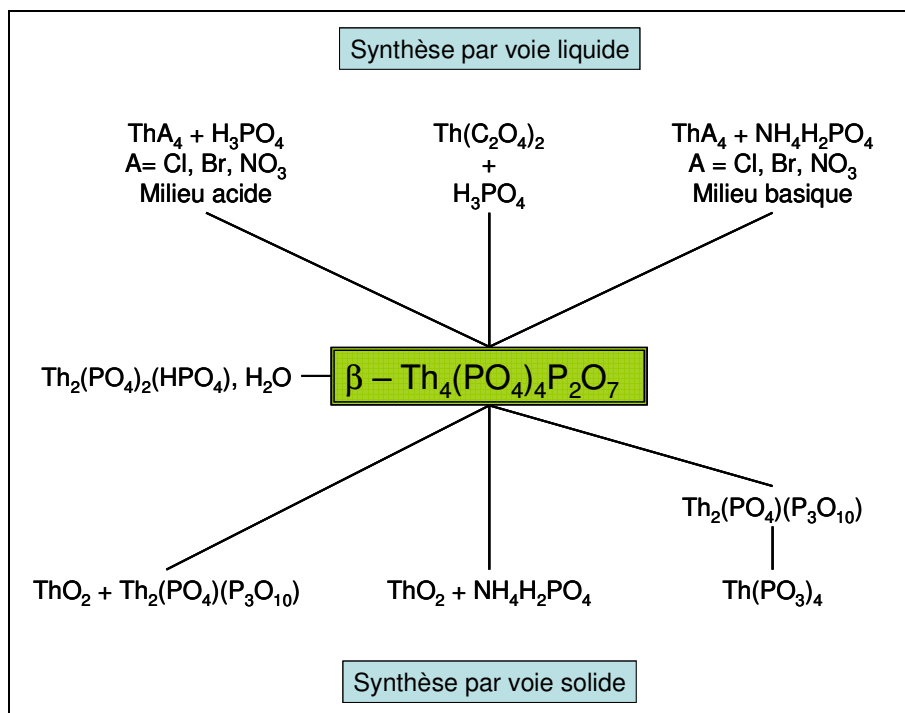 Synthèse par voie liquide
ThA₄ + H₃PO₄
A= Cl, Br, NO₃
Milieu acide
Th(C₂O₄)₂
+
H₃PO₄
ThA₄ + NH₄H₂PO₄
A = Cl, Br, NO₃
Milieu basique
Th₂(PO₄)₂(HPO₄), H₂O
β – Th₄(PO₄)₄P₂O₇
Th₂(PO₄)(P₃O₁₀)
ThO₂ + Th₂(PO₄)(P₃O₁₀)
ThO₂ + NH₄H₂PO₄
Th(PO₃)₄
Synthèse par voie solide